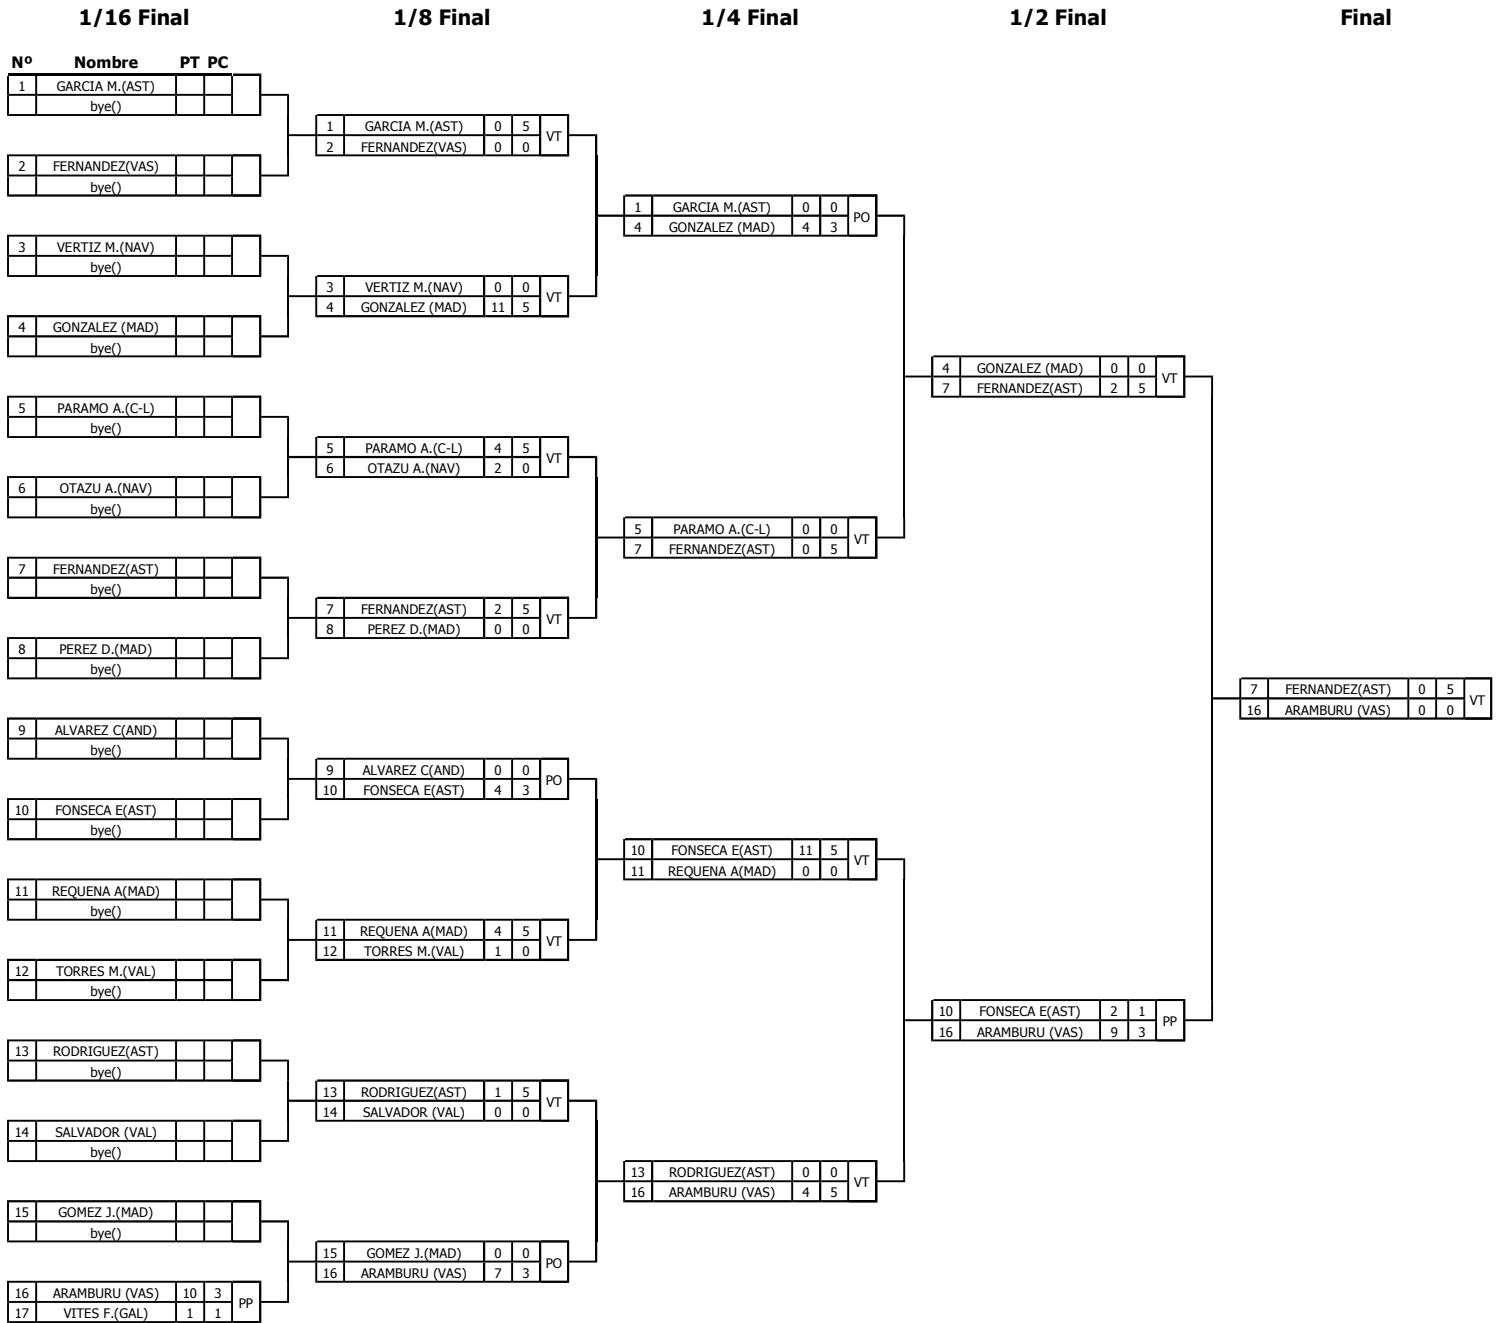 1/16 Final 1/8 Final 1/4 Final 1/2 Final Final
Nº Nombre PT PC
1 GARCIA M.(AST)
bye()
1 GARCIA M.(AST) 0 5 VT
2 FERNANDEZ(VAS) 0 0
2 FERNANDEZ(VAS)
bye()
1 GARCIA M.(AST) 0 0 PO
4 GONZALEZ (MAD) 4 3
3 VERTIZ M.(NAV)
bye()
3 VERTIZ M.(NAV) 0 0 VT
4 GONZALEZ (MAD) 11 5
4 GONZALEZ (MAD)
bye()
4 GONZALEZ (MAD) 0 0 VT
7 FERNANDEZ(AST) 2 5
5 PARAMO A.(C-L)
bye()
5 PARAMO A.(C-L) 4 5 VT
6 OTAZU A.(NAV) 2 0
6 OTAZU A.(NAV)
bye()
5 PARAMO A.(C-L) 0 0 VT
7 FERNANDEZ(AST) 0 5
7 FERNANDEZ(AST)
bye()
7 FERNANDEZ(AST) 2 5 VT
8 PEREZ D.(MAD) 0 0
8 PEREZ D.(MAD)
bye()
7 FERNANDEZ(AST) 0 5 VT
16 ARAMBURU (VAS) 0 0
9 ALVAREZ C(AND)
bye()
9 ALVAREZ C(AND) 0 0 PO
10 FONSECA E(AST) 4 3
10 FONSECA E(AST)
bye()
10 FONSECA E(AST) 11 5 VT
11 REQUENA A(MAD) 0 0
11 REQUENA A(MAD)
bye()
11 REQUENA A(MAD) 4 5 VT
12 TORRES M.(VAL) 1 0
12 TORRES M.(VAL)
bye()
10 FONSECA E(AST) 2 1 PP
16 ARAMBURU (VAS) 9 3
13 RODRIGUEZ(AST)
bye()
13 RODRIGUEZ(AST) 1 5 VT
14 SALVADOR (VAL) 0 0
14 SALVADOR (VAL)
bye()
13 RODRIGUEZ(AST) 0 0 VT
16 ARAMBURU (VAS) 4 5
15 GOMEZ J.(MAD)
bye()
15 GOMEZ J.(MAD) 0 0 PO
16 ARAMBURU (VAS) 7 3
16 ARAMBURU (VAS) 10 3 PP
17 VITES F.(GAL) 1 1